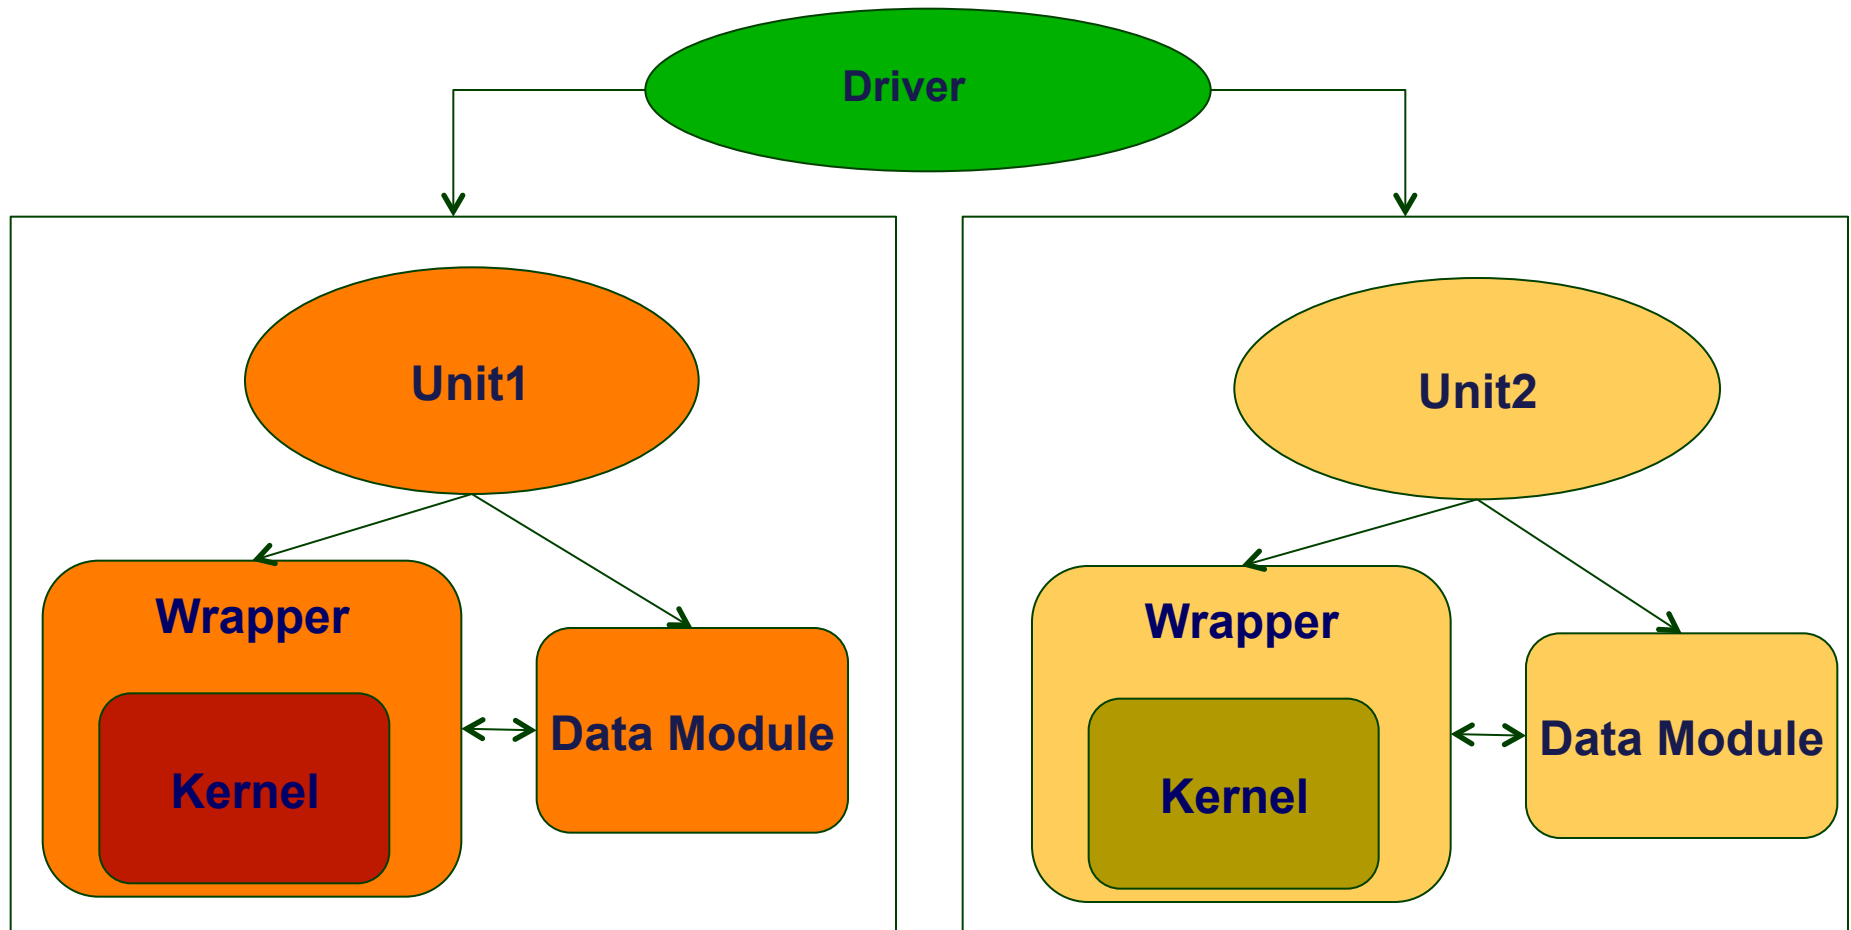 Driver
Unit1
Wrapper
Kernel
Data Module
Unit2
Wrapper
Kernel
Data Module